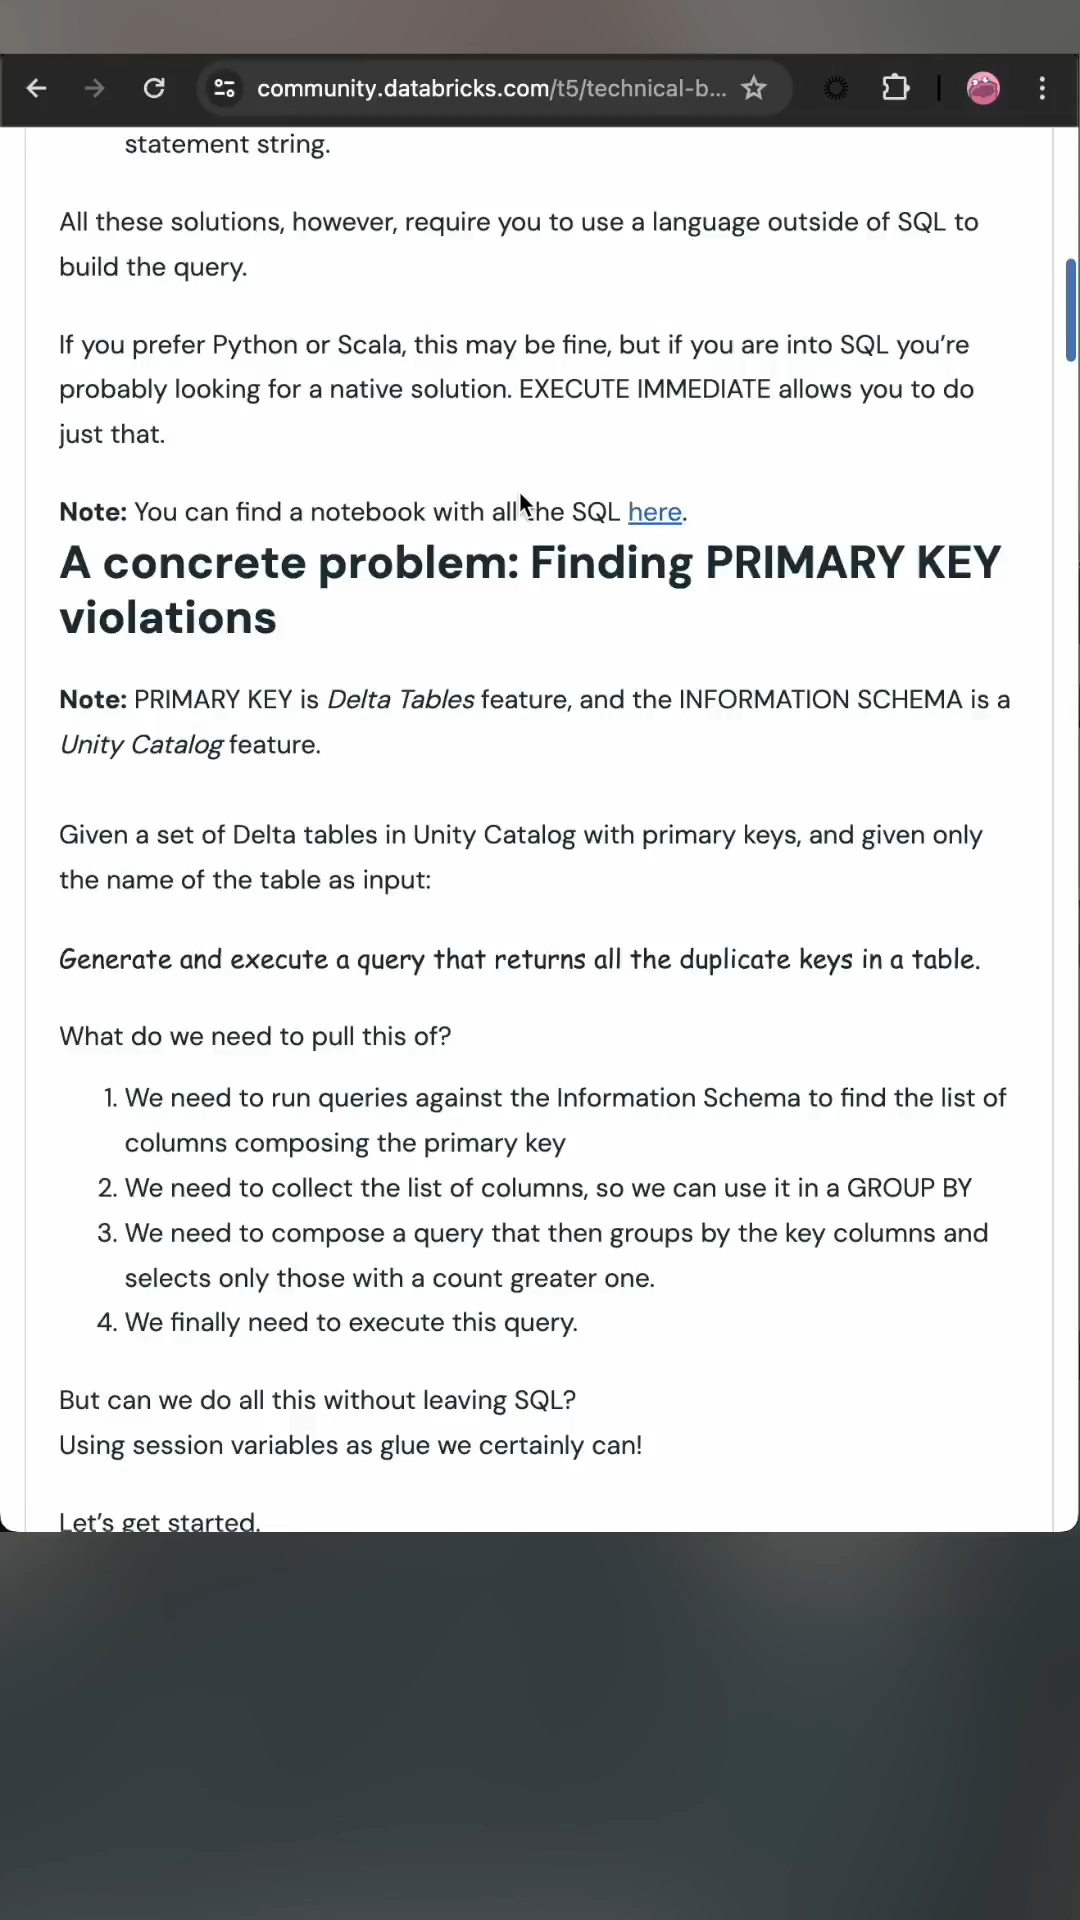 community.databricks.com/t5/technical-b...
statement string.
All these solutions, however, require you to use a language outside of SQL to
build the query.
If you prefer Python or Scala, this may be fine, but if you are into SQL you're
probably looking for a native solution. EXECUTE IMMEDIATE allows you to do
just that.
Note: You can find a notebook with all the SQL here.
A concrete problem: Finding PRIMARY KEY
violations
Note: PRIMARY KEY is Delta Tables feature, and the INFORMATION SCHEMA is a
Unity Catalog feature.
Given a set of Delta tables in Unity Catalog with primary keys, and given only
the name of the table as input:
Generate and execute a query that returns all the duplicate keys in a table.
What do we need to pull this of?
1. We need to run queries against the Information Schema to find the list of
columns composing the primary key
2. We need to collect the list of columns, so we can use it in a GROUP BY
3. We need to compose a query that then groups by the key columns and
selects only those with a count greater one.
4. We finally need to execute this query.
But can we do all this without leaving SQL?
Using session variables as glue we certainly can!
Let's get started.